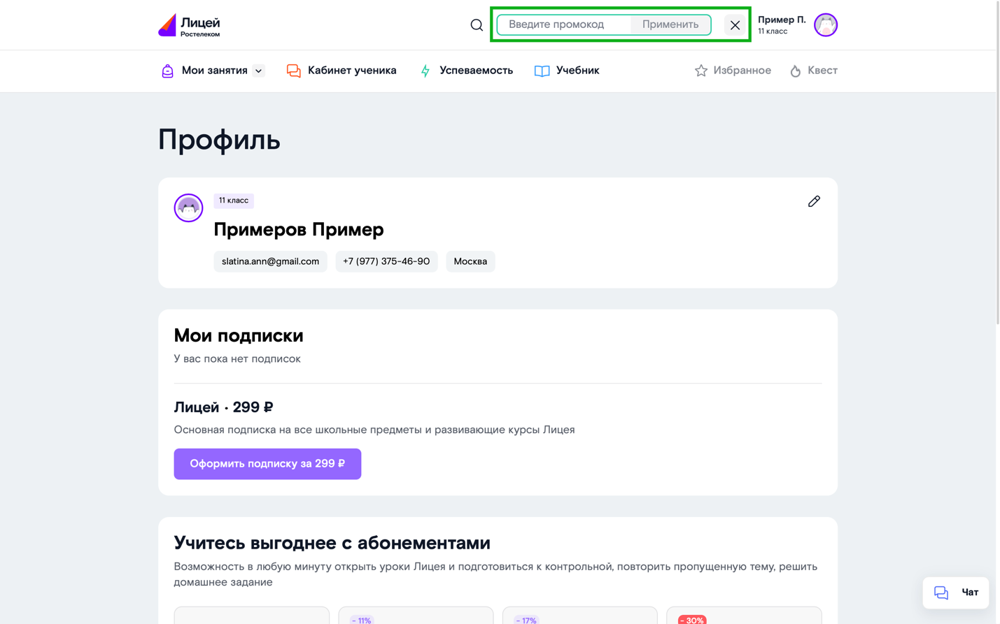 Лицей
Ростелеком
Введите промокод
Применить
Пример П.
11 класс
Мои занятия
Кабинет ученика
Успеваемость
Учебник
Избранное
Квест
Профиль
11 класс
Примеров Пример
slatina.ann@gmail.com
+7 (977) 375-46-90
Москва
Мои подписки
У вас пока нет подписок
Лицей · 299 ₽
Основная подписка на все школьные предметы и развивающие курсы Лицея
Оформить подписку за 299 ₽
Учитесь выгоднее с абонементами
Возможность в любую минуту открыть уроки Лицея и подготовиться к контрольной, повторить пропущенную тему, решить
домашнее задание
- 11%
- 17%
- 30%
Чат